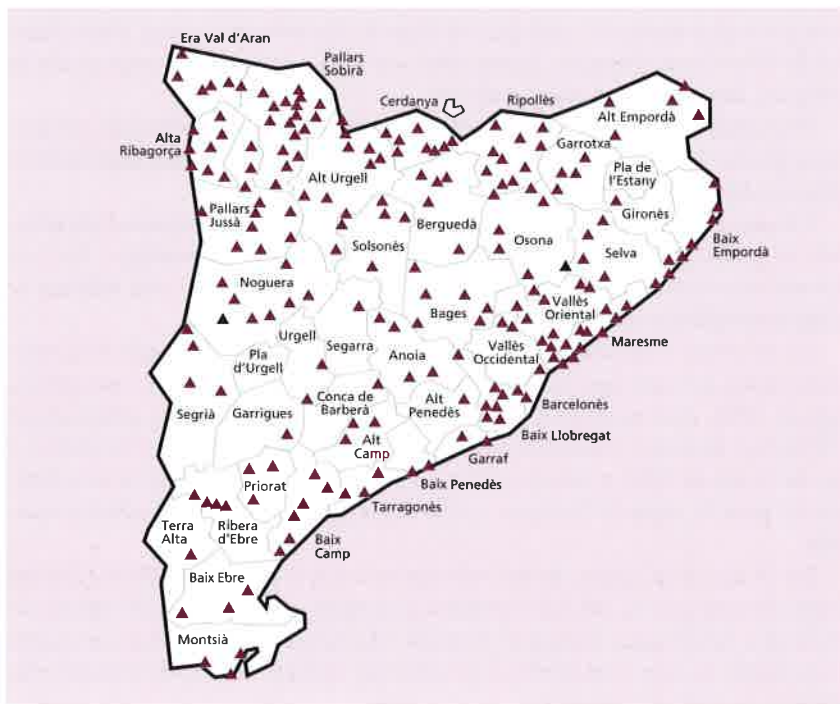 Era Val d'Aran
Pallars
Sobirà
Cerdanya
Ripollès
Alt Empordà
Alta
Ribagorça
Garrotxa
Pla de
l'Estany
Alt Urgell
Pallars
Jussà
Berguedà
Gironès
Solsonès
Osona
Selva
Baix
Empordà
Noguera
Bages
Vallès
Oriental
Urgell
Segarra
Anoia
Vallès
Occidental
Maresme
Pla
d'Urgell
Segrià
Garrigues
Conca de
Barberà
Alt
Penedès
Barcelonès
Baix Llobregat
Alt
Camp
Garraf
Baix Penedès
Priorat
Tarragonès
Terra
Alta
Ribera
d'Ebre
Baix
Camp
Baix Ebre
Montsià